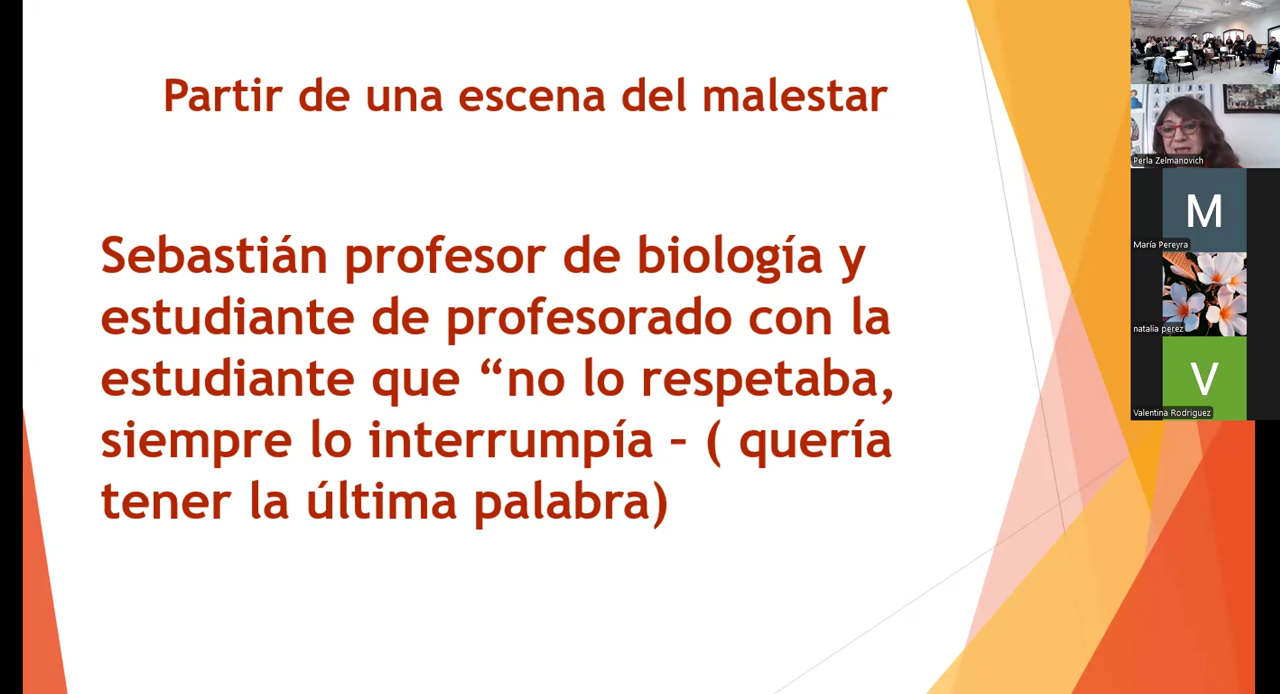 Partir de una escena del malestar
Sebastián profesor de biología y
estudiante de profesorado con la
estudiante que “no lo respetaba,
siempre lo interrumpía – ( quería
tener la última palabra)
Perla Zelmanovich
M
María Pereyra
natalia perez
V
Valentina Rodriguez